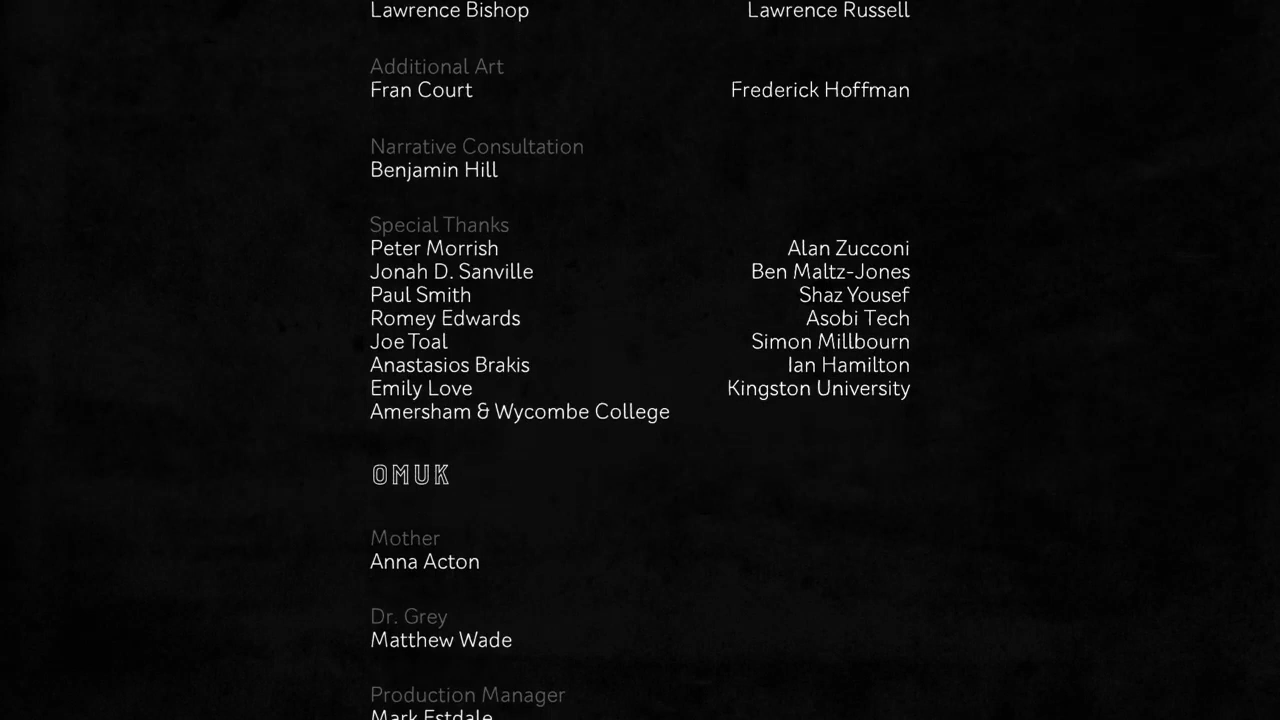 Lawrence Bishop Lawrence Russell
Additional Art
Fran Court Frederick Hoffman
Narrative Consultation
Benjamin Hill
Special Thanks
Peter Morrish Alan Zucconi
Jonah D. Sanville Ben Maltz-Jones
Paul Smith Shaz Yousef
Romey Edwards Asobi Tech
Joe Toal Simon Millbourn
Anastasios Brakis Ian Hamilton
Emily Love Kingston University
Amersham & Wycombe College
OMUK
Mother
Anna Acton
Dr. Grey
Matthew Wade
Production Manager
Mark Estdale